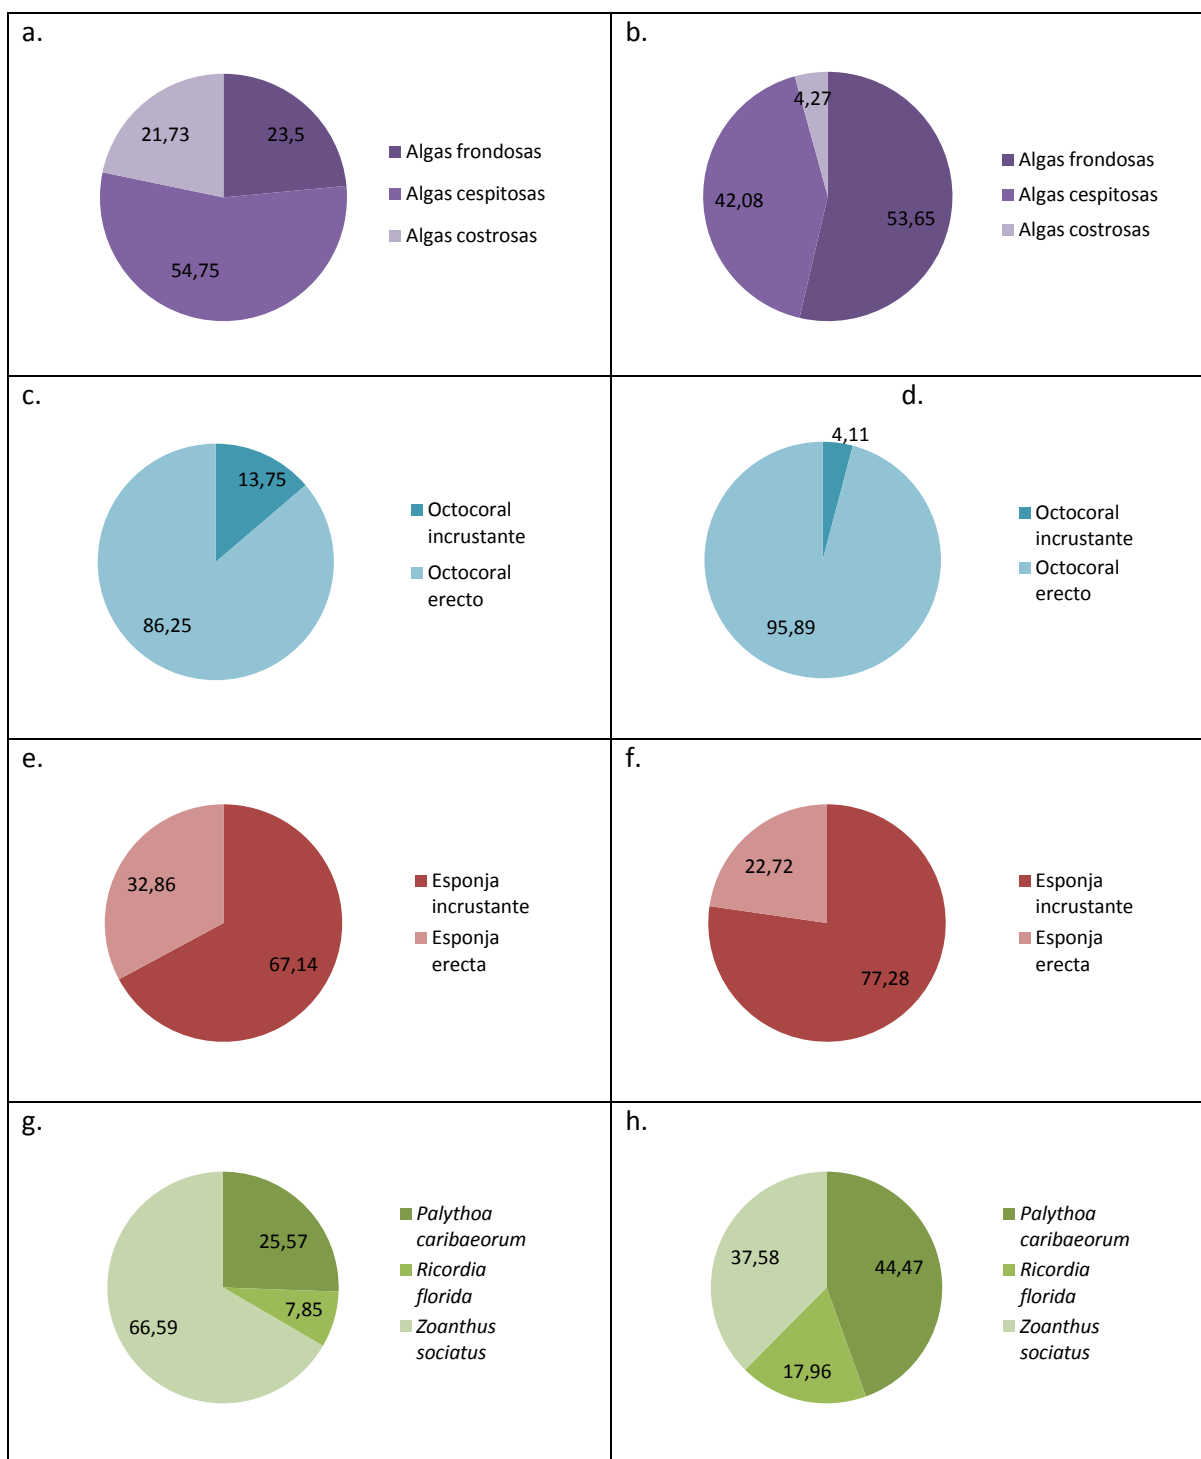 a.
21,73
23,5
54,75
Algas frondosas
Algas cespitosas
Algas costrosas
b.
4,27
42,08
53,65
Algas frondosas
Algas cespitosas
Algas costrosas
c.
13,75
86,25
Octocoral
incrustante
Octocoral
erecto
d.
4,11
95,89
Octocoral
incrustante
Octocoral
erecto
e.
32,86
67,14
Esponja
incrustante
Esponja
erecta
f.
22,72
77,28
Esponja
incrustante
Esponja
erecta
g.
25,57
7,85
66,59
Palythoa
caribaeorum
Ricordia
florida
Zoanthus
sociatus
h.
37,58
44,47
17,96
Palythoa
caribaeorum
Ricordia
florida
Zoanthus
sociatus